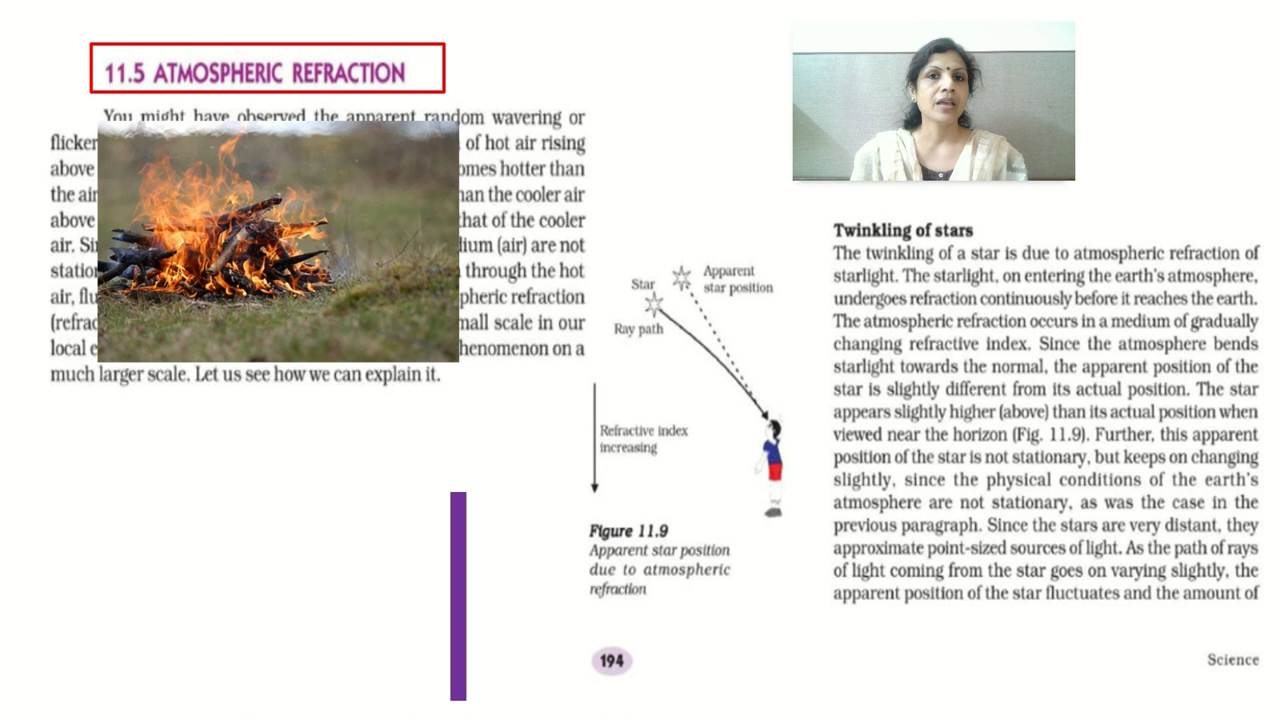 11.5 ATMOSPHERIC REFRACTION
You might have observed the apparent random wavering or
flicker of hot air rising
above omes hotter than
the air han the cooler air
above that of the cooler
air. Sin dium (air) are not
station through the hot
air, flu pheric refraction
(refrac mall scale in our
local e henomenon on a
much larger scale. Let us see how we can explain it.
Star
Apparent
star position
Ray path
Refractive index
increasing
Figure 11.9
Apparent star position
due to atmospheric
refraction
Twinkling of stars
The twinkling of a star is due to atmospheric refraction of
starlight. The starlight, on entering the earth's atmosphere,
undergoes refraction continuously before it reaches the earth.
The atmospheric refraction occurs in a medium of gradually
changing refractive index. Since the atmosphere bends
starlight towards the normal, the apparent position of the
star is slightly different from its actual position. The star
appears slightly higher (above) than its actual position when
viewed near the horizon (Fig. 11.9). Further, this apparent
position of the star is not stationary, but keeps on changing
slightly, since the physical conditions of the earth's
atmosphere are not stationary, as was the case in the
previous paragraph. Since the stars are very distant, they
approximate point-sized sources of light. As the path of rays
of light coming from the star goes on varying slightly, the
apparent position of the star fluctuates and the amount of
194
Science